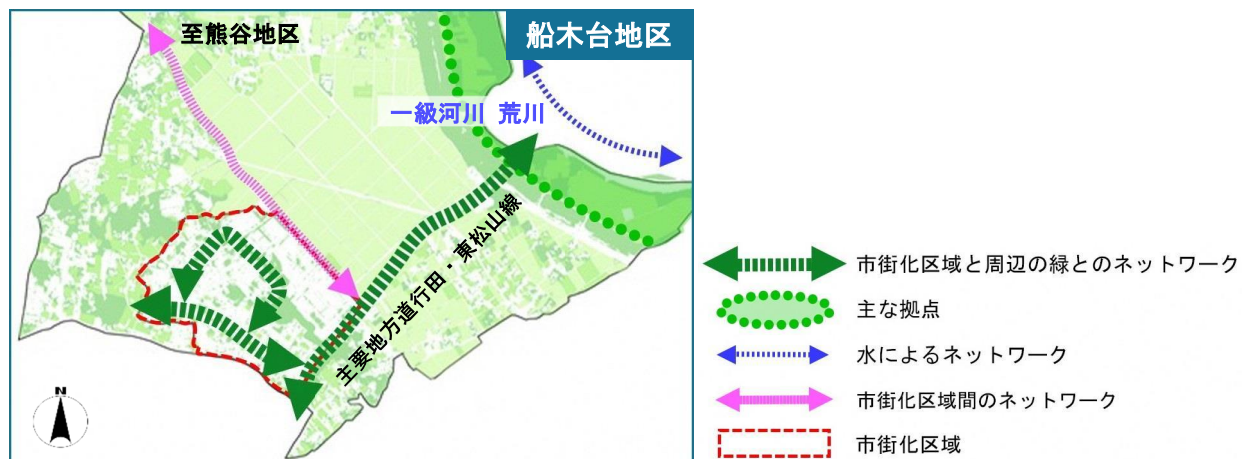 至熊谷地区
船木台地区
一級河川 荒川
主要地方道行田・東松山線
N
市街化区域と周辺の緑とのネットワーク
主な拠点
水によるネットワーク
市街化区域間のネットワーク
市街化区域